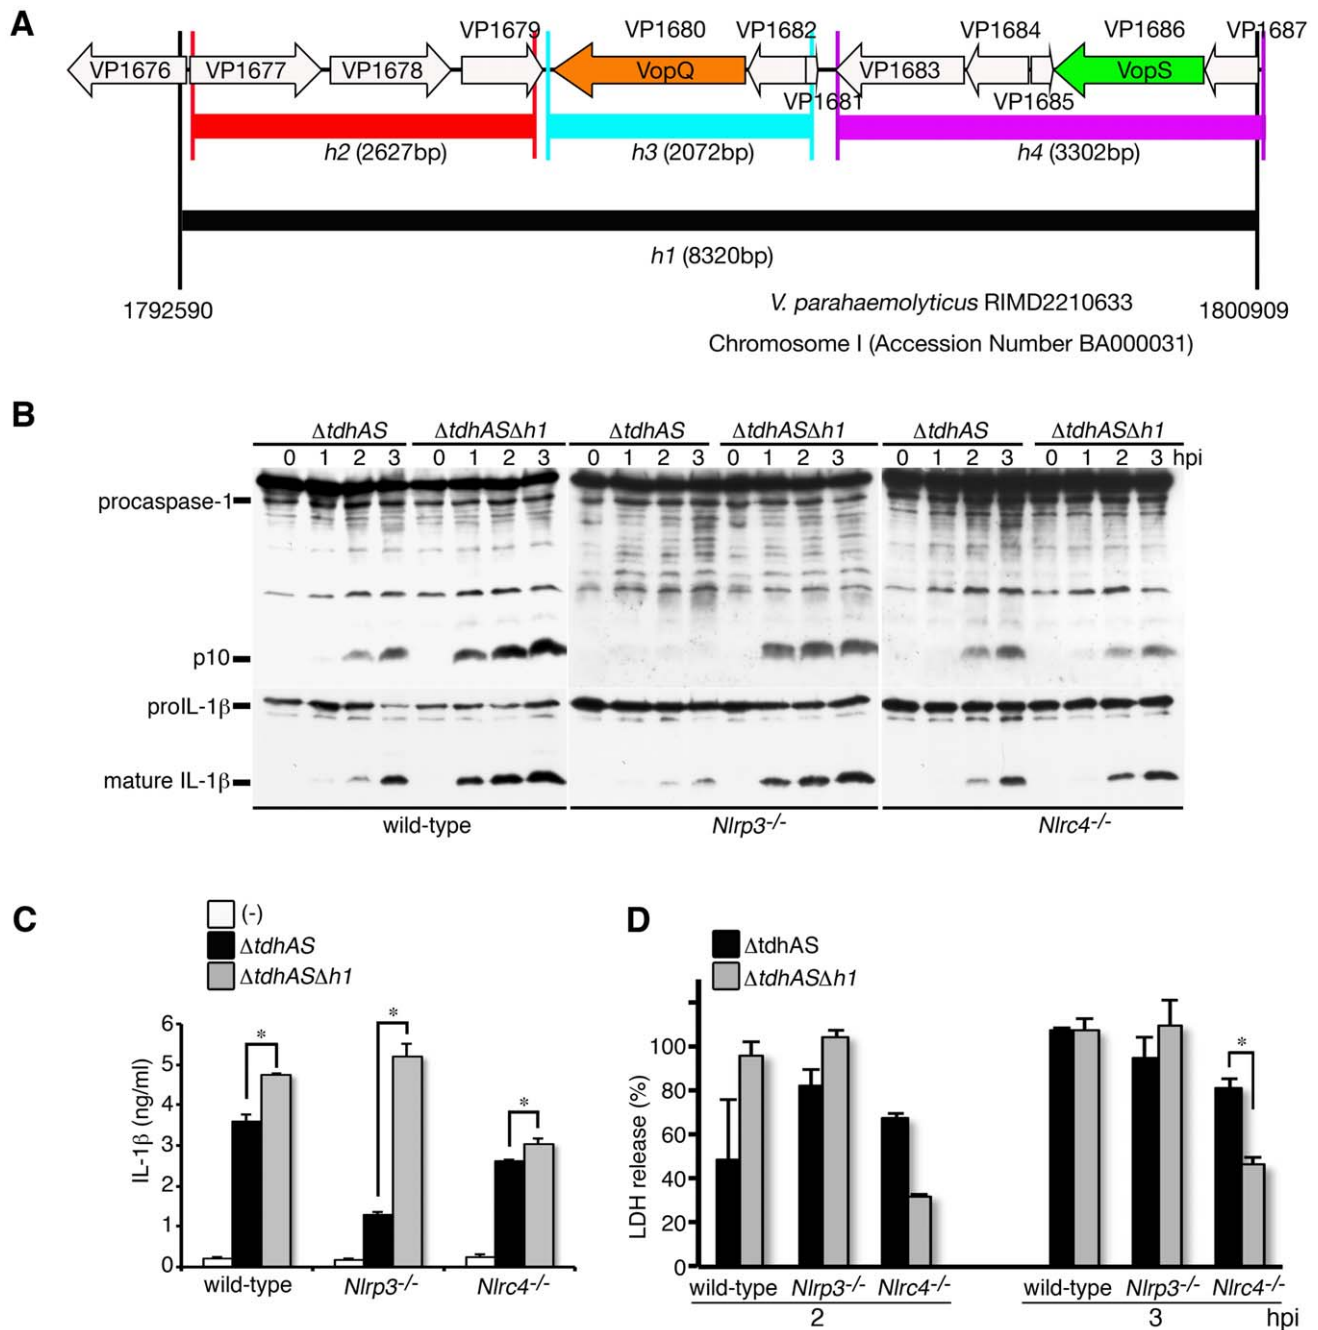 A
VP1679 VP1680 VP1682 VP1684 VP1686 VP1687
VP1676 VP1677 VP1678 VopQ VP1683 VopS
VP1681 VP1685
h2 (2627bp) h3 (2072bp) h4 (3302bp)
h1 (8320bp)
1792590 V. parahaemolyticus RIMD2210633 1800909
Chromosome I (Accession Number BA000031)
B
ΔtdhAS ΔtdhASΔh1 ΔtdhAS ΔtdhASΔh1 ΔtdhAS ΔtdhASΔh1
0 1 2 3 0 1 2 3 0 1 2 3 0 1 2 3 0 1 2 3 0 1 2 3 hpi
procaspase-1
p10
proIL-1β
mature IL-1β
wild-type Nlrp3-/- Nlrc4-/-
C
(-)
ΔtdhAS
ΔtdhASΔh1
IL-1β (ng/ml)
6
5
4
3
2
1
0
* * *
wild-type Nlrp3-/- Nlrc4-/-
D
ΔtdhAS
ΔtdhASΔh1
LDH release (%)
100
80
60
40
20
0
*
wild-type Nlrp3-/- Nlrc4-/- wild-type Nlrp3-/- Nlrc4-/-
2 3 hpi